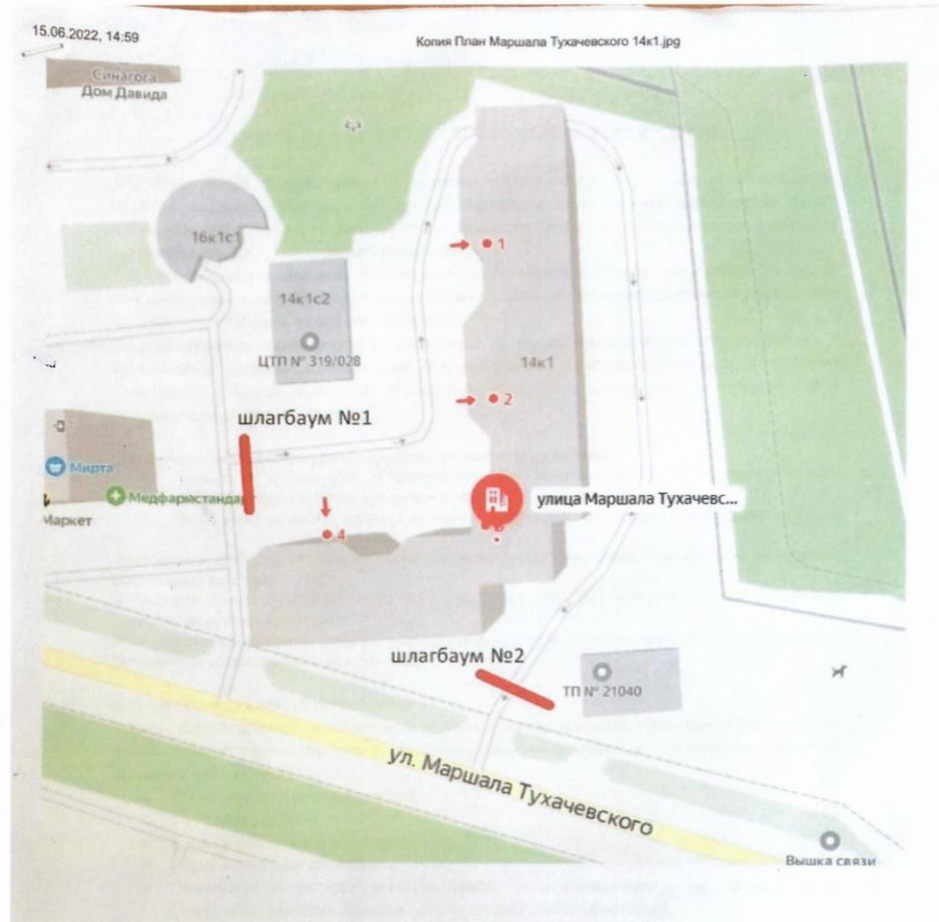 15.06.2022, 14:59
Копия План Маршала Тухачевского 14к1.jpg
Синагога
Дом Давида
16к1с1
1
14к1с2
ЦТП № 319/028
14к1
2
шлагбаум №1
Мирта
Медфармстанда
Маркет
улица Маршала Тухачевс...
4
шлагбаум №2
ТП № 21040
ул. Маршала Тухачевского
Вышка связи